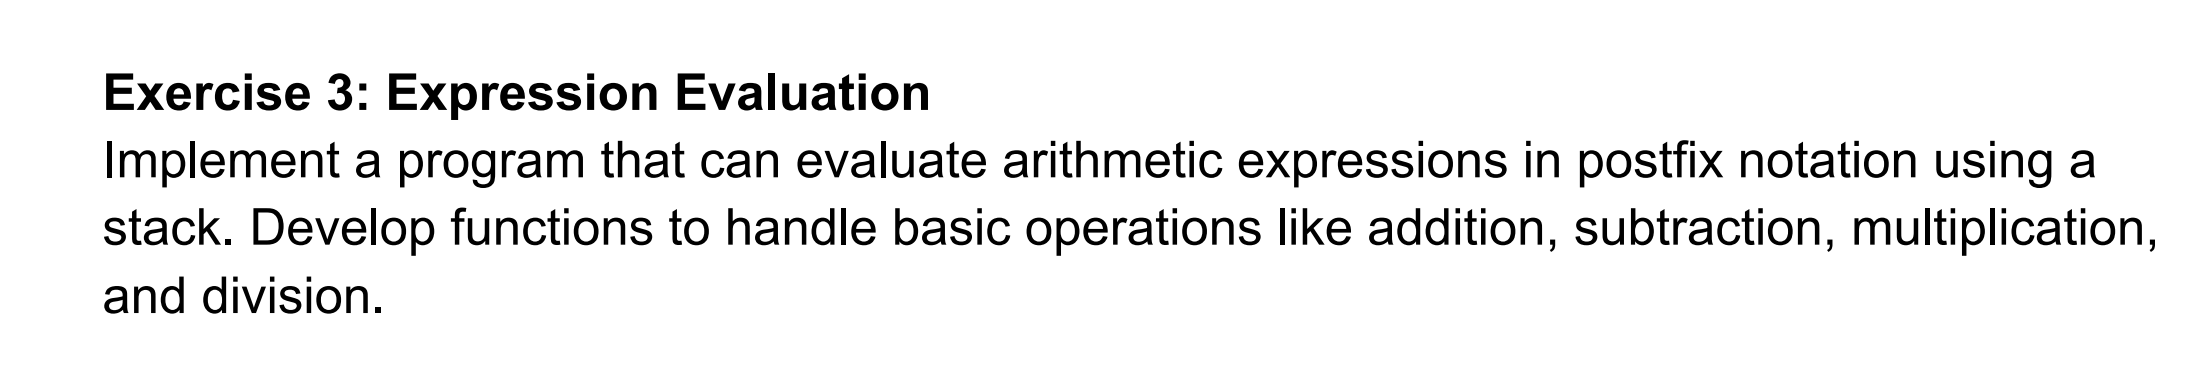 Exercise 3: Expression Evaluation
Implement a program that can evaluate arithmetic expressions in postfix notation using a
stack. Develop functions to handle basic operations like addition, subtraction, multiplication,
and division.